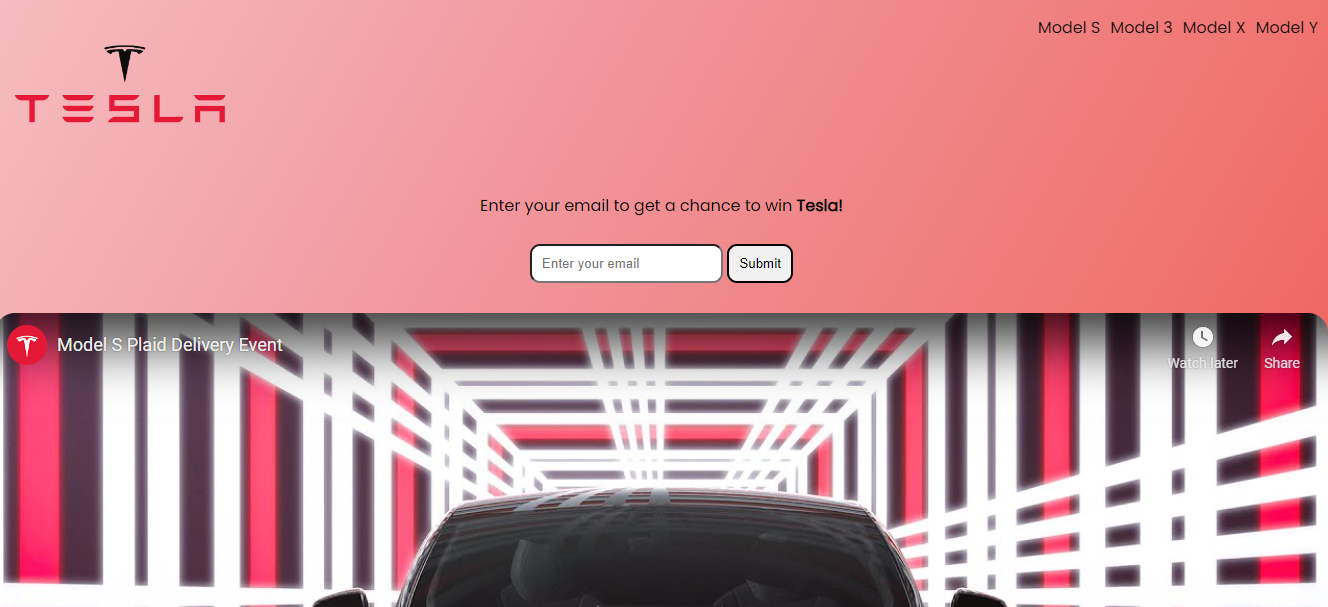 Model S Model 3 Model X Model Y
TESLA
Enter your email to get a chance to win Tesla!
Enter your email Submit
Model S Plaid Delivery Event
Watch later Share